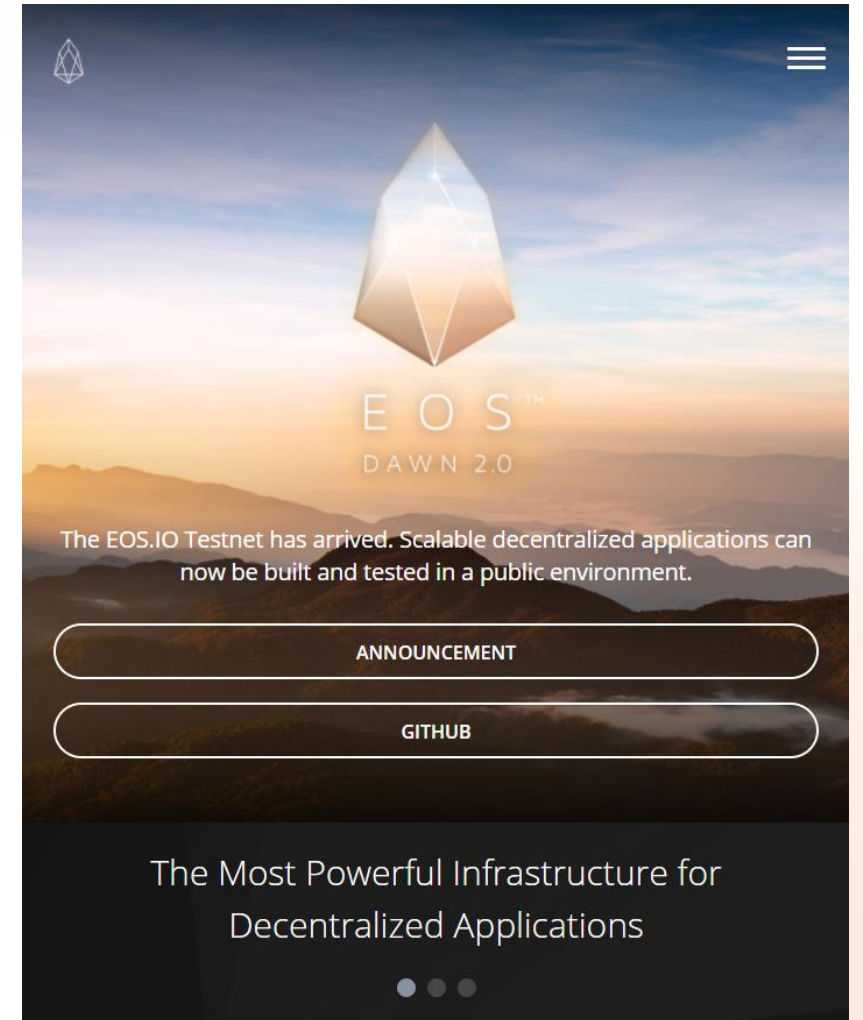 E O S™
DAWN 2.0
The EOS.IO Testnet has arrived. Scalable decentralized applications can
now be built and tested in a public environment.
ANNOUNCEMENT
GITHUB
The Most Powerful Infrastructure for
Decentralized Applications